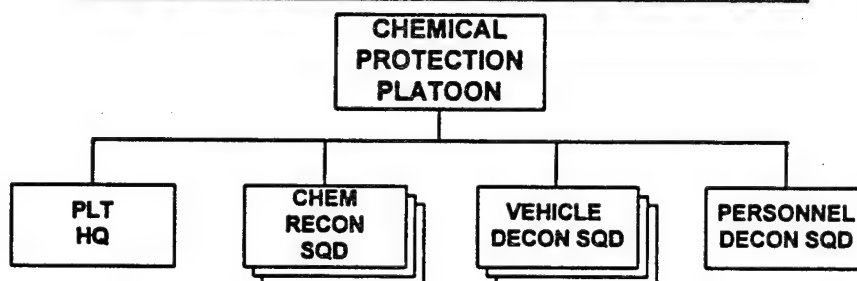 CHEMICAL
PROTECTION
PLATOON
PLT
HQ
CHEM
RECON
SQD
VEHICLE
DECON SQD
PERSONNEL
DECON SQD